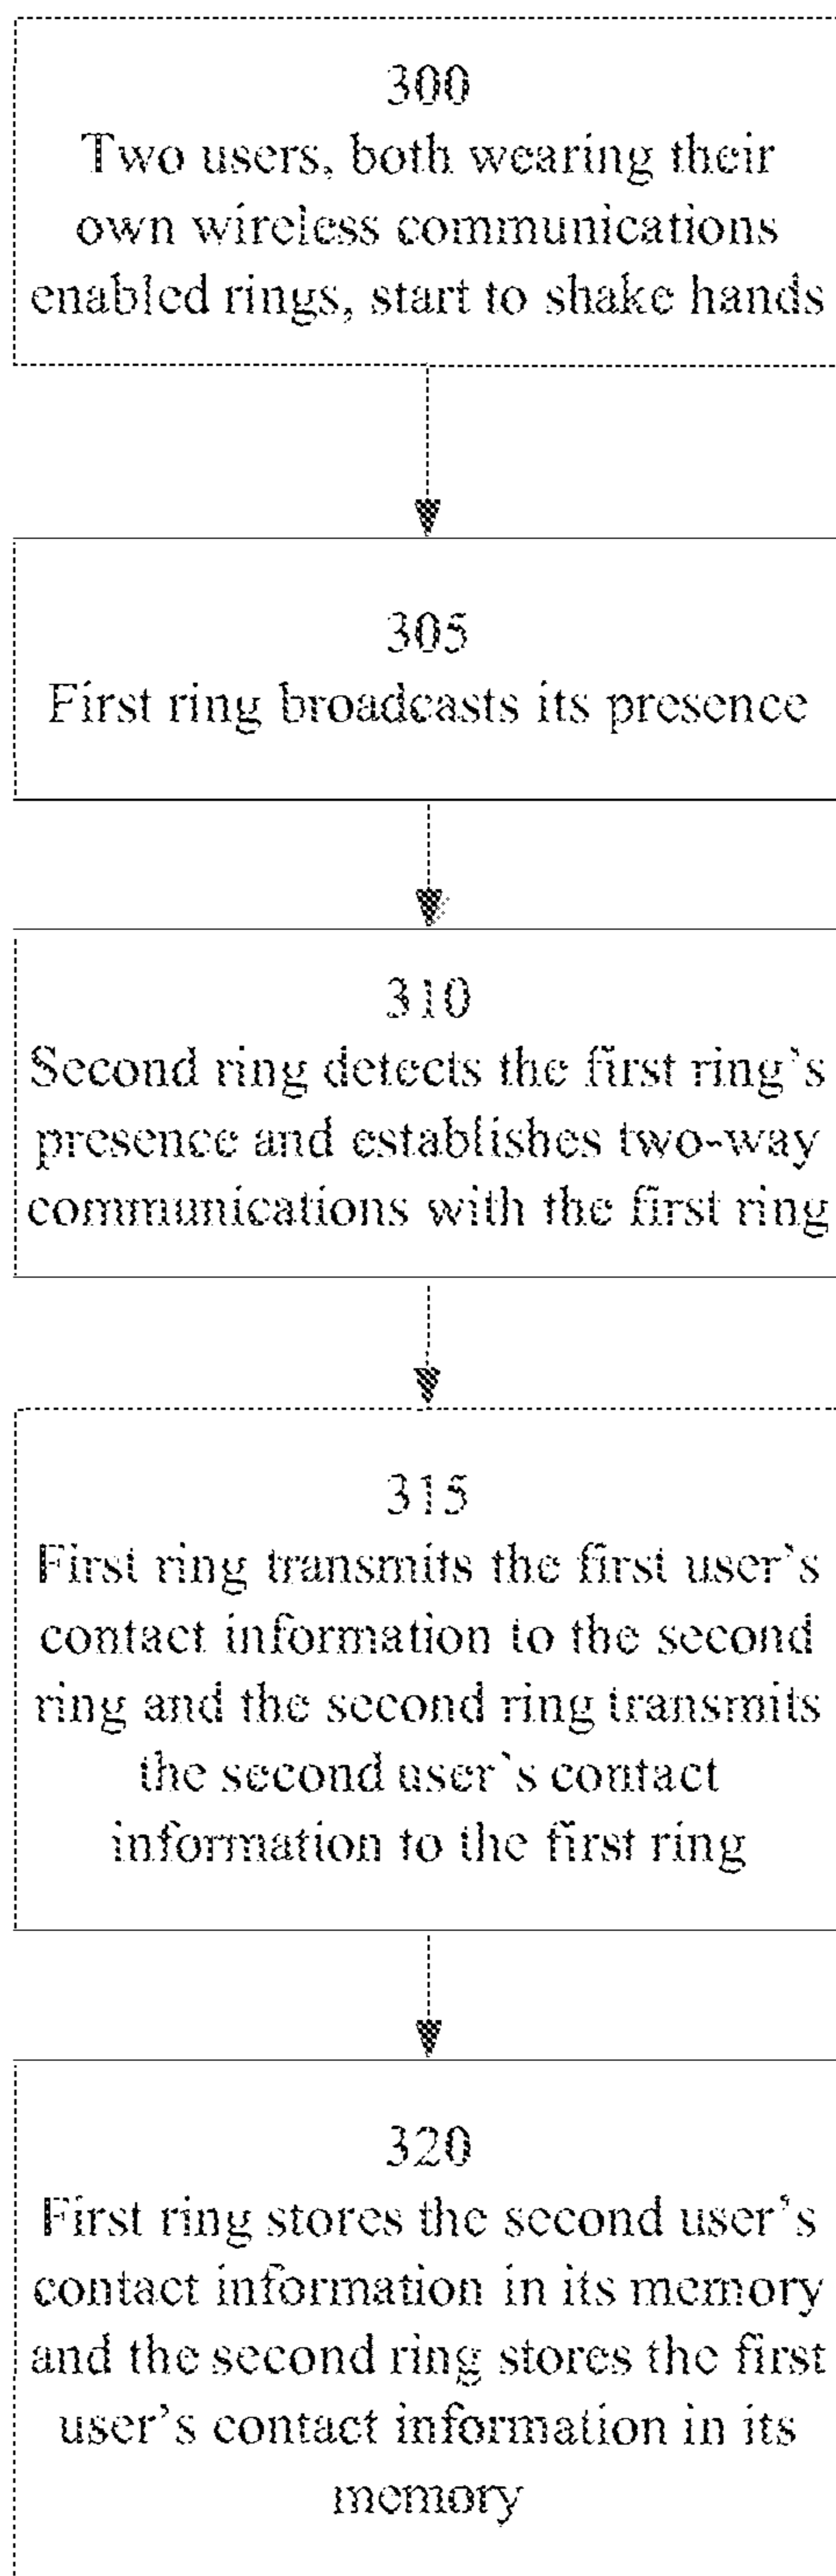 300
Two users, both wearing their
own wireless communications
enabled rings, start to shake hands
305
First ring broadcasts its presence
310
Second ring detects the first ring's
presence and establishes two-way
communications with the first ring
315
First ring transmits the first user's
contact information to the second
ring and the second ring transmits
the second user's contact
information to the first ring
320
First ring stores the second user's
contact information in its memory
and the second ring stores the first
user's contact information in its
memory